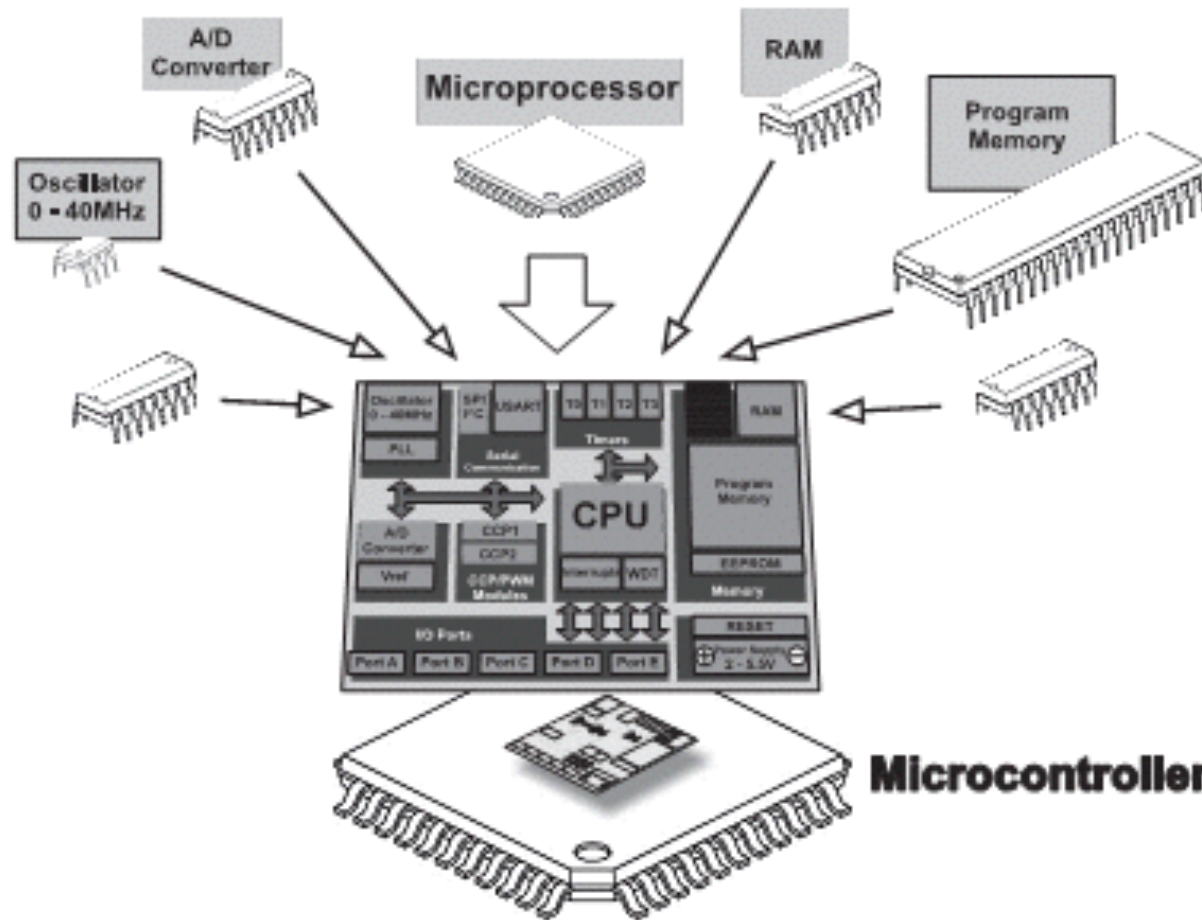 A/D
Converter
Microprocessor
RAM
Program
Memory
Oscillator
0 - 40MHz
Oscillator
0 - 40MHz
PLL
SPI
I²C
USART
Serial
Communication
T0
T1
T2
T3
Timers
RAM
Program
Memory
EEPROM
Memory
A/D
Converter
Vref
CCP1
CCP2
CCP/PWM
Modules
CPU
Interrupts
WDT
I/O Ports
Port A
Port B
Port C
Port D
Port E
RESET
Power Supply
2 - 5.5V
Microcontroller